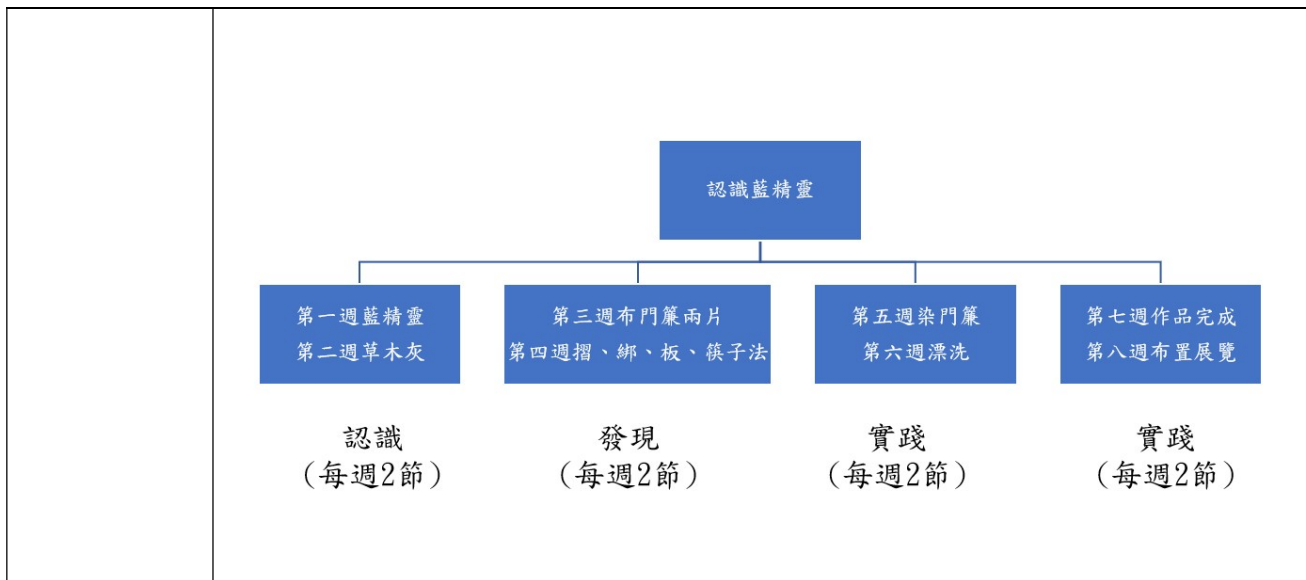 認識藍精靈
第一週藍精靈
第二週草木灰
第三週布門簾兩片
第四週摺、綁、板、筷子法
第五週染門簾
第六週漂洗
第七週作品完成
第八週布置展覽
認識
(每週2節)
發現
(每週2節)
實踐
(每週2節)
實踐
(每週2節)